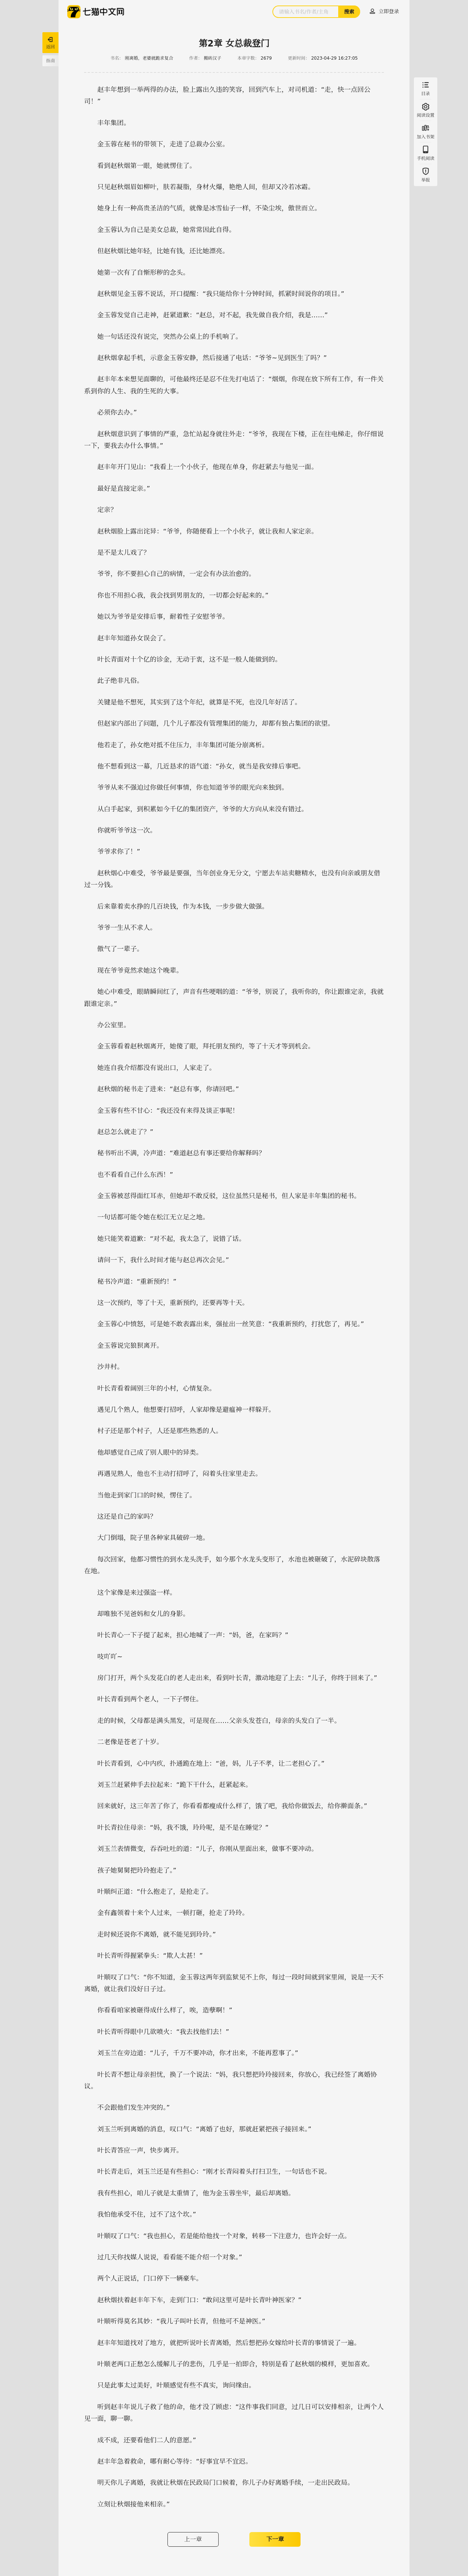 七猫中文网
请输入书名/作者/主角
搜索
立即登录
返回
书页
目录
阅读设置
加入书架
手机阅读
举报
第2章 女总裁登门
作者:
本章字数: 2679
更新时间: 2023-04-29 16:27:05
赵丰年想到一举两得的办法，脸上露出久违的笑容，回到汽车上，对司机道：“走，快一点回公
司！”
丰年集团。
金玉蓉在秘书的带领下，走进了总裁办公室。
看到赵秋烟第一眼，她就愣住了。
只见赵秋烟眉如柳叶，肤若凝脂，身材火爆，艳绝人间，但却又冷若冰霜。
她身上有一种高贵圣洁的气质，就像是冰雪仙子一样，不染尘埃，傲世而立。
金玉蓉认为自己是美女总裁，她常常因此自得。
但赵秋烟比她年轻，比她有钱，还比她漂亮。
她第一次有了自惭形秽的念头。
赵秋烟见金玉蓉不说话，开口提醒：“我只能给你十分钟时间，抓紧时间说你的项目。”
金玉蓉发觉自己走神，赶紧道歉：“赵总，对不起，我先做自我介绍，我是……”
她一句话还没有说完，突然办公桌上的手机响了。
赵秋烟拿起手机，示意金玉蓉安静，然后接通了电话：“爷爷~见到医生了吗？”
赵丰年本来想见面聊的，可他最终还是忍不住先打电话了：“烟烟，你现在放下所有工作，有一件关
系到你的人生、我的生死的大事。
必须你去办。”
赵秋烟意识到了事情的严重，急忙站起身就往外走：“爷爷，我现在下楼，正在往电梯走，你仔细说
一下，要我去办什么事情。”
赵丰年开门见山：“我看上一个小伙子，他现在单身，你赶紧去与他见一面。
最好是直接定亲。”
定亲？
赵秋烟脸上露出诧异：“爷爷，你随便看上一个小伙子，就让我和人家定亲。
是不是太儿戏了？
爷爷，你不要担心自己的病情，一定会有办法治愈的。
你也不用担心我，我会找到男朋友的，一切都会好起来的。”
她以为爷爷是安排后事，耐着性子安慰爷爷。
赵丰年知道孙女误会了。
叶长青面对十个亿的诊金，无动于衷，这不是一般人能做到的。
此子绝非凡俗。
关键是他不想死，其实到了这个年纪，就算是不死，也没几年好活了。
但赵家内部出了问题，几个儿子都没有管理集团的能力，却都有独占集团的欲望。
他若走了，孙女绝对抵不住压力，丰年集团可能分崩离析。
他不想看到这一幕，几近恳求的语气道：“孙女，就当是我安排后事吧。
爷爷从来不强迫过你做任何事情，你也知道爷爷的眼光向来独到。
从白手起家，到积累如今千亿的集团资产，爷爷的大方向从来没有错过。
你就听爷爷这一次。
爷爷求你了！”
赵秋烟心中难受，爷爷最是要强，当年创业身无分文，宁愿去车站卖糖精水，也没有向亲戚朋友借
过一分钱。
后来靠着卖水挣的几百块钱，作为本钱，一步步做大做强。
爷爷一生从不求人。
傲气了一辈子。
现在爷爷竟然求她这个晚辈。
她心中难受，眼睛瞬间红了，声音有些哽咽的道：“爷爷，别说了，我听你的，你让跟谁定亲，我就
跟谁定亲。”
办公室里。
金玉蓉看着赵秋烟离开，她傻了眼，拜托朋友预约，等了十天才等到机会。
她连自我介绍都没有说出口，人家走了。
赵秋烟的秘书走了进来：“赵总有事，你请回吧。”
金玉蓉有些不甘心：“我还没有来得及谈正事呢！
赵总怎么就走了？”
秘书听出不满，冷声道：“难道赵总有事还要给你解释吗？
也不看看自己什么东西！”
金玉蓉被怼得面红耳赤，但她却不敢反驳，这位虽然只是秘书，但人家是丰年集团的秘书。
一句话都可能令她在松江无立足之地。
她只能笑着道歉：“对不起，我太急了，说错了话。
请问一下，我什么时间才能与赵总再次会见。”
秘书冷声道：“重新预约！”
这一次预约，等了十天，重新预约，还要再等十天。
金玉蓉心中愤怒，可是她不敢表露出来，强扯出一丝笑意：“我重新预约，打扰您了，再见。”
金玉蓉说完狼狈离开。
沙井村。
叶长青看着阔别三年的小村，心情复杂。
遇见几个熟人，他想要打招呼，人家却像是避瘟神一样躲开。
村子还是那个村子，人还是那些熟悉的人。
他却感觉自己成了别人眼中的异类。
再遇见熟人，他也不主动打招呼了，闷着头往家里走去。
当他走到家门口的时候，愣住了。
这还是自己的家吗？
大门倒塌，院子里各种家具破碎一地。
每次回家，他都习惯性的到水龙头洗手，如今那个水龙头变形了，水池也被砸破了，水泥碎块散落
在地。
这个家像是来过强盗一样。
却唯独不见爸妈和女儿的身影。
叶长青心一下子提了起来，担心地喊了一声：“妈，爸，在家吗？”
吱吖吖~
房门打开，两个头发花白的老人走出来，看到叶长青，激动地迎了上去：“儿子，你终于回来了。”
叶长青看到两个老人，一下子愣住。
走的时候，父母都是满头黑发，可是现在……父亲头发苍白，母亲的头发白了一半。
二老像是苍老了十岁。
叶长青看到，心中内疚，扑通跪在地上：“爸，妈，儿子不孝，让二老担心了。”
刘玉兰赶紧伸手去拉起来：“跪下干什么，赶紧起来。
回来就好，这三年苦了你了，你看看都瘦成什么样了，饿了吧，我给你做饭去，给你擀面条。”
叶长青拉住母亲：“妈，我不饿，玲玲呢，是不是在睡觉？”
刘玉兰表情微变，吞吞吐吐的道：“儿子，你刚从里面出来，做事不要冲动。
孩子她舅舅把玲玲抱走了。”
叶顺纠正道：“什么抱走了，是抢走了。
金有鑫领着十来个人过来，一顿打砸，抢走了玲玲。
走时候还说你不离婚，就不能见到玲玲。”
叶长青听得握紧拳头：“欺人太甚！”
叶顺叹了口气：“你不知道，金玉蓉这两年到监狱见不上你，每过一段时间就到家里闹，说是一天不
离婚，就让我们没好日子过。
你看看咱家被砸得成什么样了，唉，造孽啊！”
叶长青听得眼中几欲喷火：“我去找他们去！”
刘玉兰在旁边道：“儿子，千万不要冲动，你才出来，不能再惹事了。”
叶长青不想让母亲担忧，换了一个说法：“妈，我只想把玲玲接回来，你放心，我已经签了离婚协
议。
不会跟他们发生冲突的。”
刘玉兰听到离婚的消息，叹口气：“离婚了也好，那就赶紧把孩子接回来。”
叶长青答应一声，快步离开。
叶长青走后，刘玉兰还是有些担心：“刚才长青闷着头打扫卫生，一句话也不说。
我有些担心，咱儿子就是太重情了，他为金玉蓉坐牢，最后却离婚。
我怕他承受不住，过不了这个坎。”
叶顺叹了口气：“我也担心，若是能给他找一个对象，转移一下注意力，也许会好一点。
过几天你找媒人说说，看看能不能介绍一个对象。”
两个人正说话，门口停下一辆豪车。
赵秋烟扶着赵丰年下车，走到门口：“敢问这里可是叶长青叶神医家？”
叶顺听得莫名其妙：“我儿子叫叶长青，但他可不是神医。”
赵丰年知道找对了地方，就把听说叶长青离婚，然后想把孙女嫁给叶长青的事情说了一遍。
叶顺老两口正愁怎么缓解儿子的悲伤，几乎是一拍即合，特别是看了赵秋烟的模样，更加喜欢。
只是此事太过美好，叶顺感觉有些不真实，询问缘由。
听到赵丰年说儿子救了他的命，他才没了顾虑：“这件事我们同意，过几日可以安排相亲，让两个人
见一面，聊一聊。
成不成，还要看他们二人的意愿。”
赵丰年急着救命，哪有耐心等待：“好事宜早不宜迟。
明天你儿子离婚，我就让秋烟在民政局门口候着，你儿子办好离婚手续，一走出民政局。
立刻让秋烟接他来相亲。”
上一章
下一章